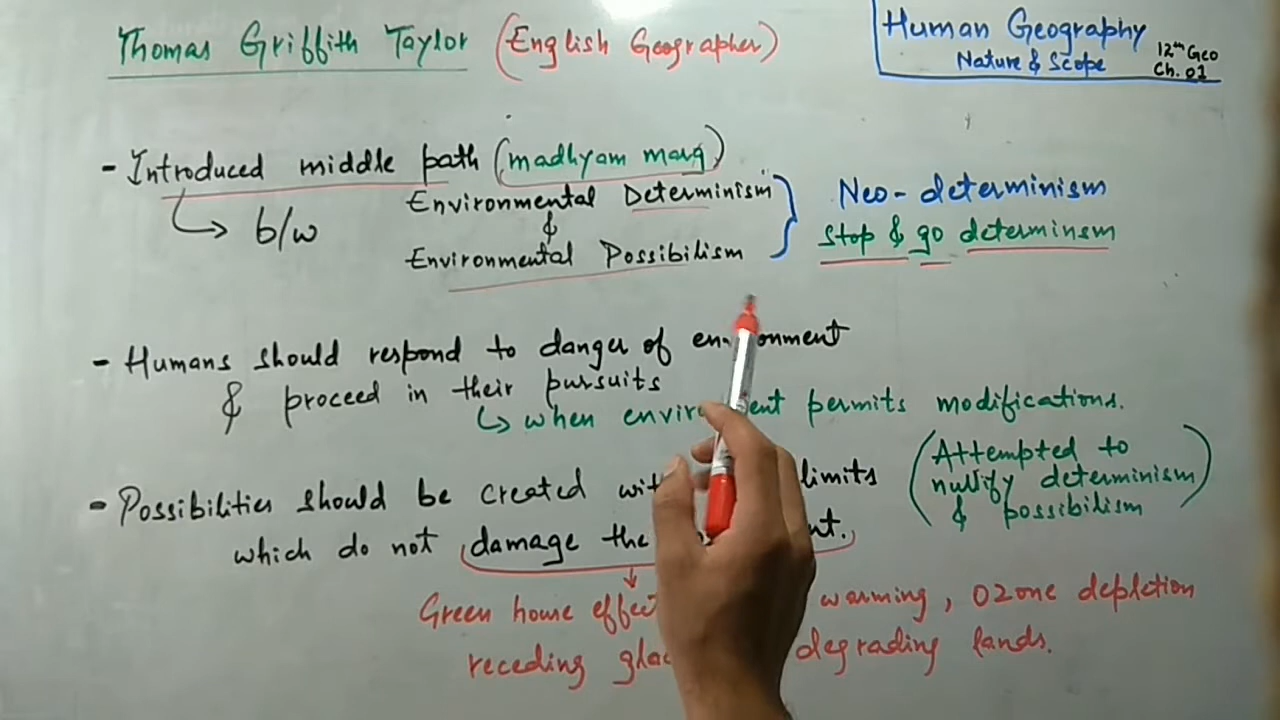 Thomas Griffith Taylor (English Geographer)
Human Geography
Nature & Scope
12th Geo
Ch. 01
- Introduced middle path (madhyam marg)
b/w
Environmental Determinism
&
Environmental Possibilism
Neo-determinism
Stop & go determinsm
- Humans should respond to danger of environment
& proceed in their pursuits
when environment permits modifications.
- Possibilities should be created limits
which do not damage the
(Attempted to
nullify determinism
& possibilism)
Green house effect warming, Ozone depletion
receding degrading lands.